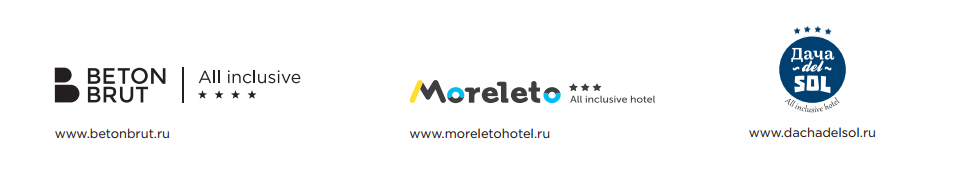 BETON
BRUT
All inclusive
★ ★ ★ ★
www.betonbrut.ru
Moreleto
★★★
All inclusive hotel
www.moreletohotel.ru
★ ★ ★ ★
Дача
~del~
SOL
All inclusive hotel
www.dachadelsol.ru